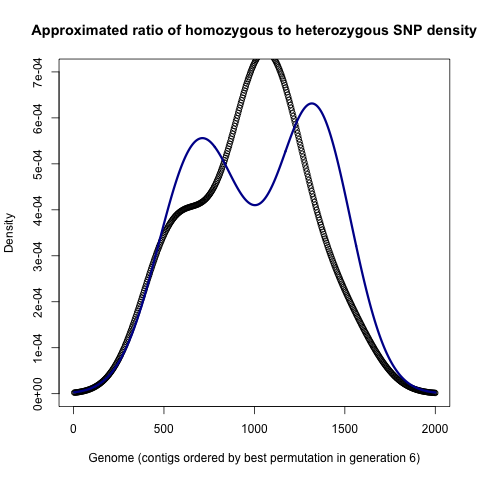 Approximated ratio of homozygous to heterozygous SNP density
7e-04
6e-04
5e-04
4e-04
3e-04
2e-04
1e-04
0e+00
Density
0 500 1000 1500 2000
Genome (contigs ordered by best permutation in generation 6)